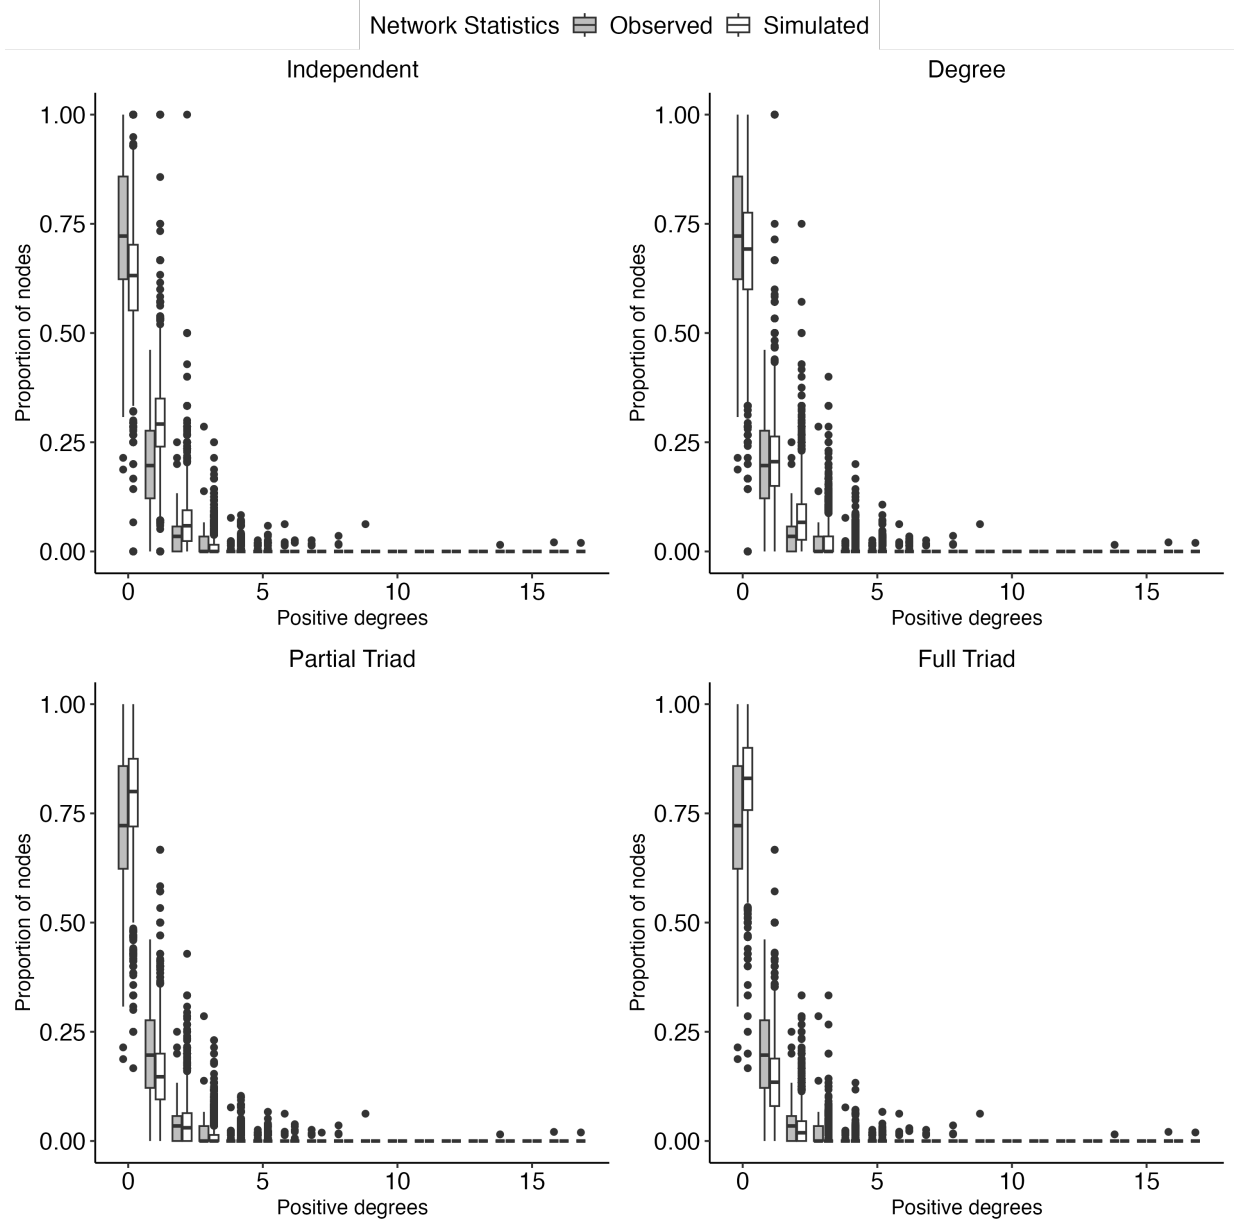 Network Statistics Observed Simulated
Independent
1.00
0.75
0.50
0.25
0.00
Proportion of nodes
0 5 10 15
Positive degrees
Degree
1.00
0.75
0.50
0.25
0.00
Proportion of nodes
0 5 10 15
Positive degrees
Partial Triad
1.00
0.75
0.50
0.25
0.00
Proportion of nodes
0 5 10 15
Positive degrees
Full Triad
1.00
0.75
0.50
0.25
0.00
Proportion of nodes
0 5 10 15
Positive degrees